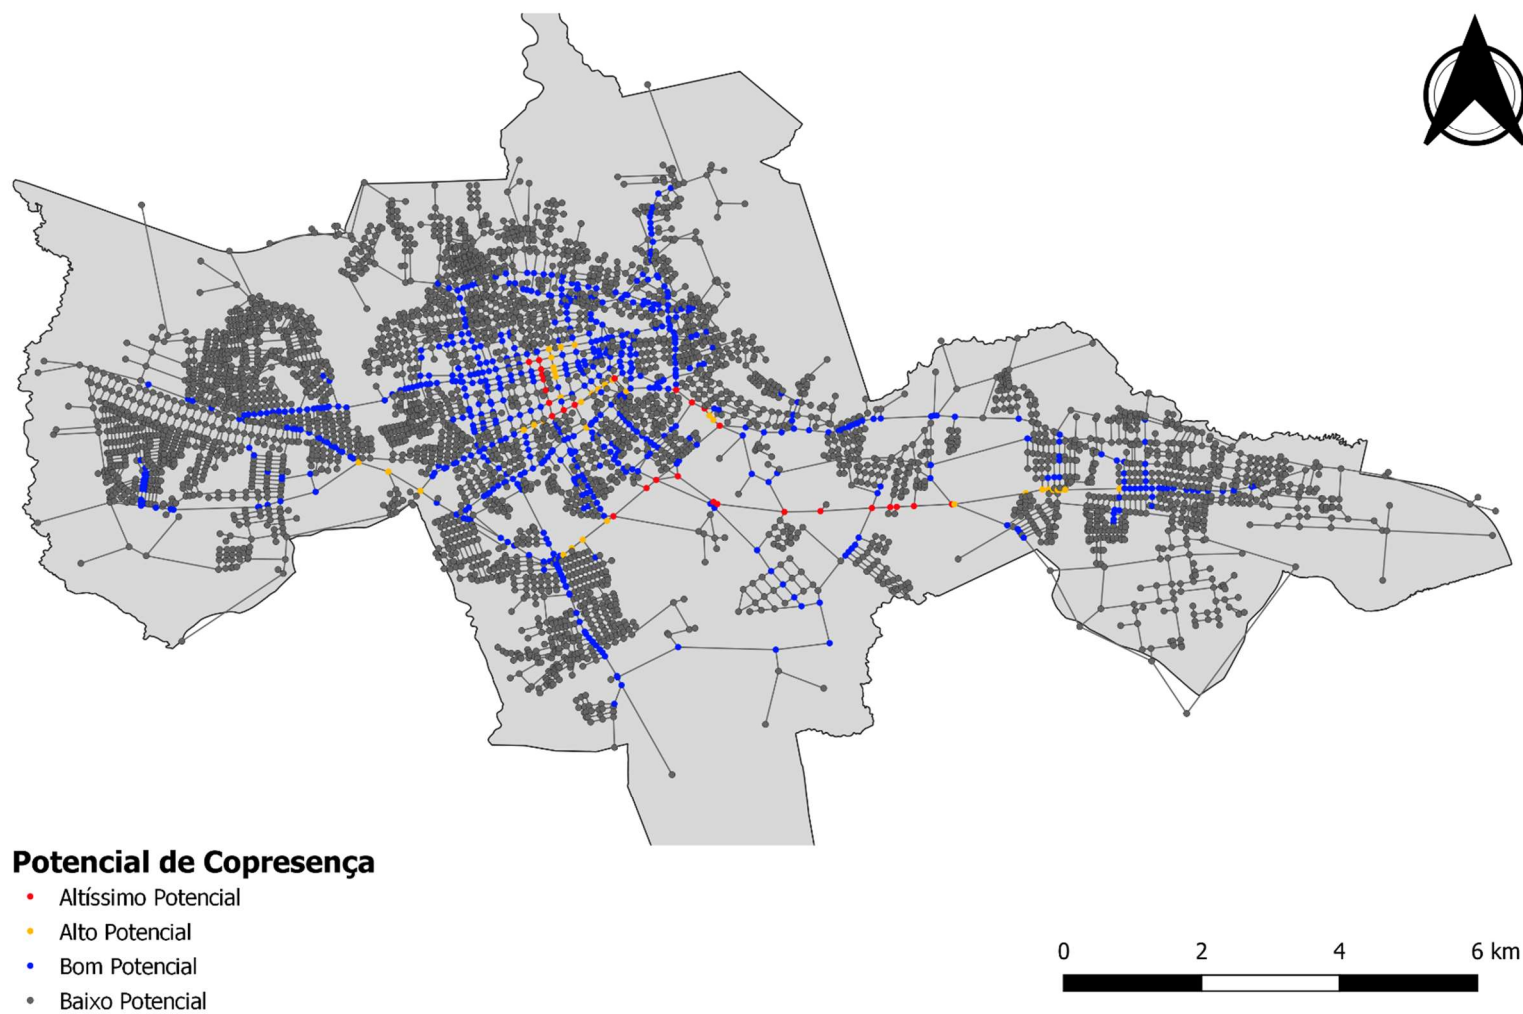 Potencial de Copresença
Altíssimo Potencial
Alto Potencial
Bom Potencial
Baixo Potencial
0 2 4 6 km